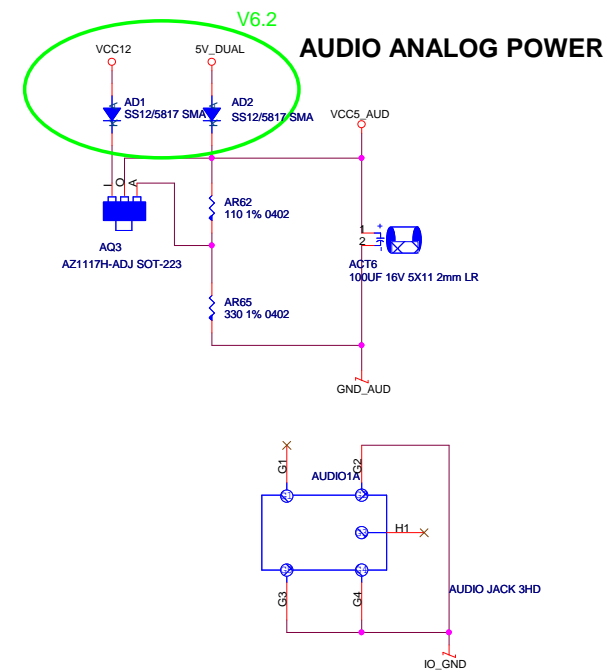 V6.2
AUDIO ANALOG POWER
VCC12
5V_DUAL
AD1
SS12/5817 SMA
AD2
SS12/5817 SMA
VCC5_AUD
I
O
A
AR62
110 1% 0402
AQ3
AZ1117H-ADJ SOT-223
1
2
+
-
ACT6
100UF 16V 5X11 2mm LR
AR65
330 1% 0402
GND_AUD
G1
G2
AUDIO1A
H1
G3
G4
AUDIO JACK 3HD
IO_GND